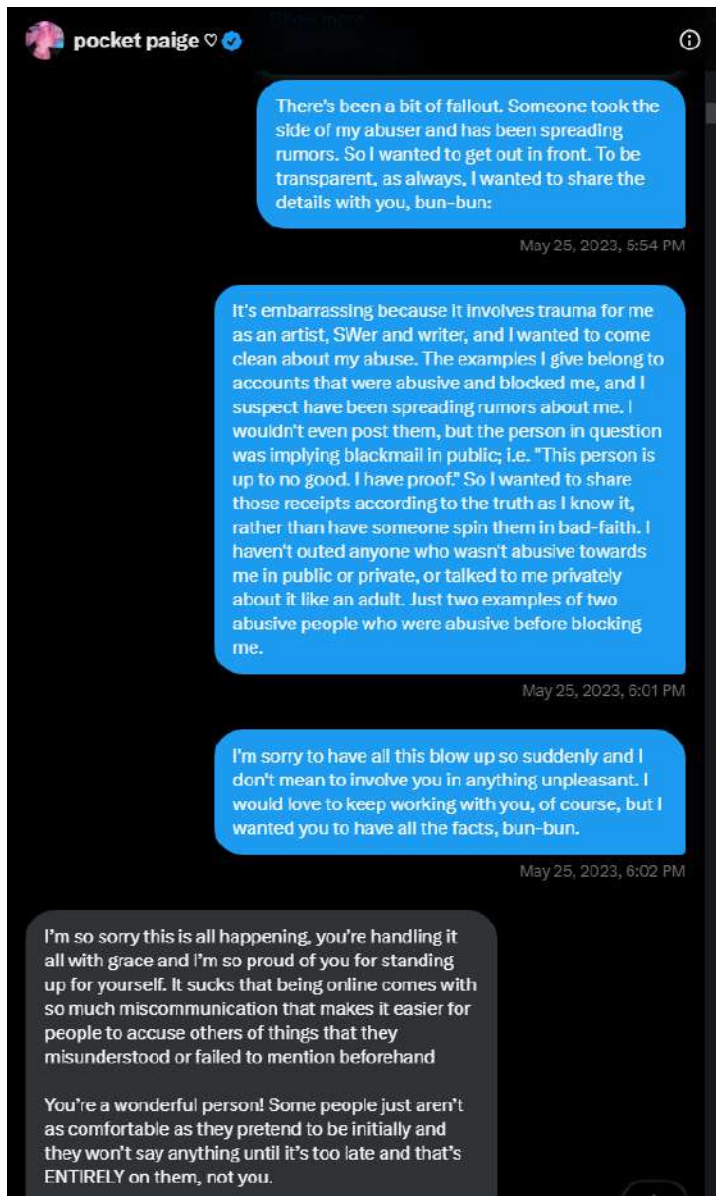 pocket paige ♡
There's been a bit of fallout. Someone took the
side of my abuser and has been spreading
rumors. So I wanted to get out in front. To be
transparent, as always, I wanted to share the
details with you, bun-bun:
May 25, 2023, 5:54 PM
It's embarrassing because it involves trauma for me
as an artist, SWer and writer, and I wanted to come
clean about my abuse. The examples I give belong to
accounts that were abusive and blocked me, and I
suspect have been spreading rumors about me. I
wouldn't even post them, but the person in question
was implying blackmail in public; i.e. "This person is
up to no good. I have proof." So I wanted to share
those receipts according to the truth as I know it,
rather than have someone spin them in bad-faith. I
haven't outed anyone who wasn't abusive towards
me in public or private, or talked to me privately
about it like an adult. Just two examples of two
abusive people who were abusive before blocking
me.
May 25, 2023, 6:01 PM
I'm sorry to have all this blow up so suddenly and I
don't mean to involve you in anything unpleasant. I
would love to keep working with you, of course, but I
wanted you to have all the facts, bun-bun.
May 25, 2023, 6:02 PM
I'm so sorry this is all happening, you're handling it
all with grace and I'm so proud of you for standing
up for yourself. It sucks that being online comes with
so much miscommunication that makes it easier for
people to accuse others of things that they
misunderstood or failed to mention beforehand
You're a wonderful person! Some people just aren't
as comfortable as they pretend to be initially and
they won't say anything until it's too late and that's
ENTIRELY on them, not you.